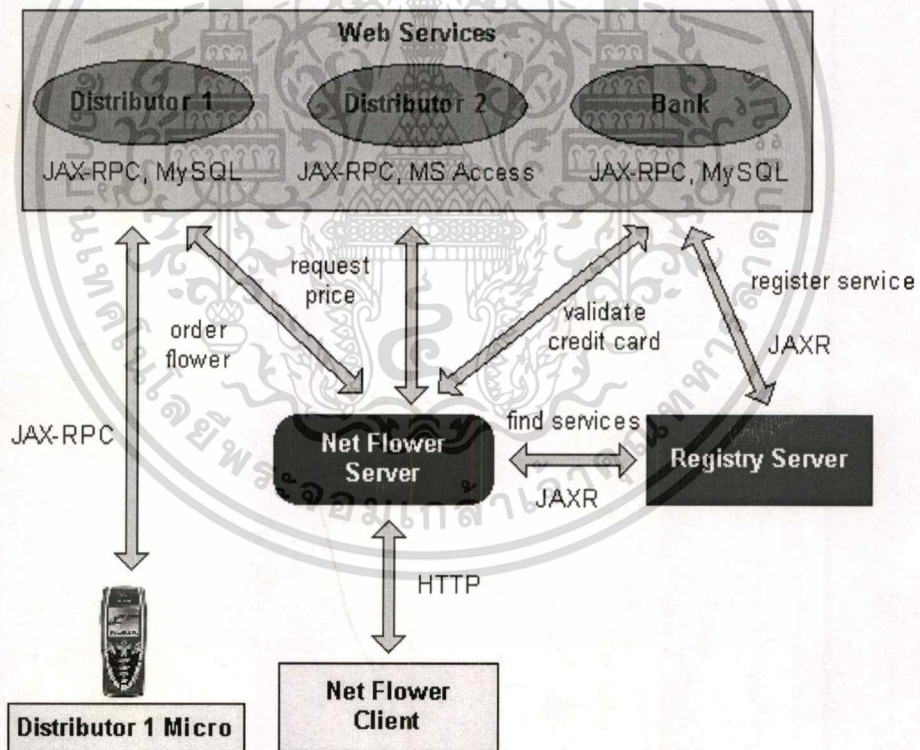 Web Services
Distributor 1
Distributor 2
Bank
JAX-RPC, MySQL
JAX-RPC, MS Access
JAX-RPC, MySQL
request
price
register service
order
flower
validate
credit card
JAXR
JAX-RPC
find services
Net Flower
Server
Registry Server
JAXR
HTTP
Net Flower
Client
Distributor 1 Micro